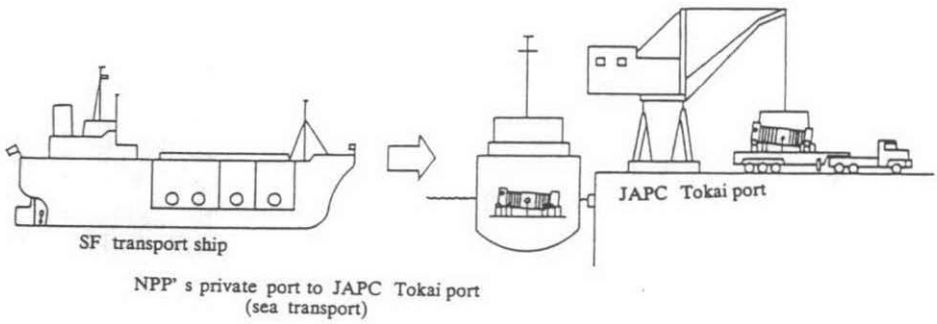 JAPC Tokai port
SF transport ship
NPP' s private port to JAPC Tokai port
(sea transport)